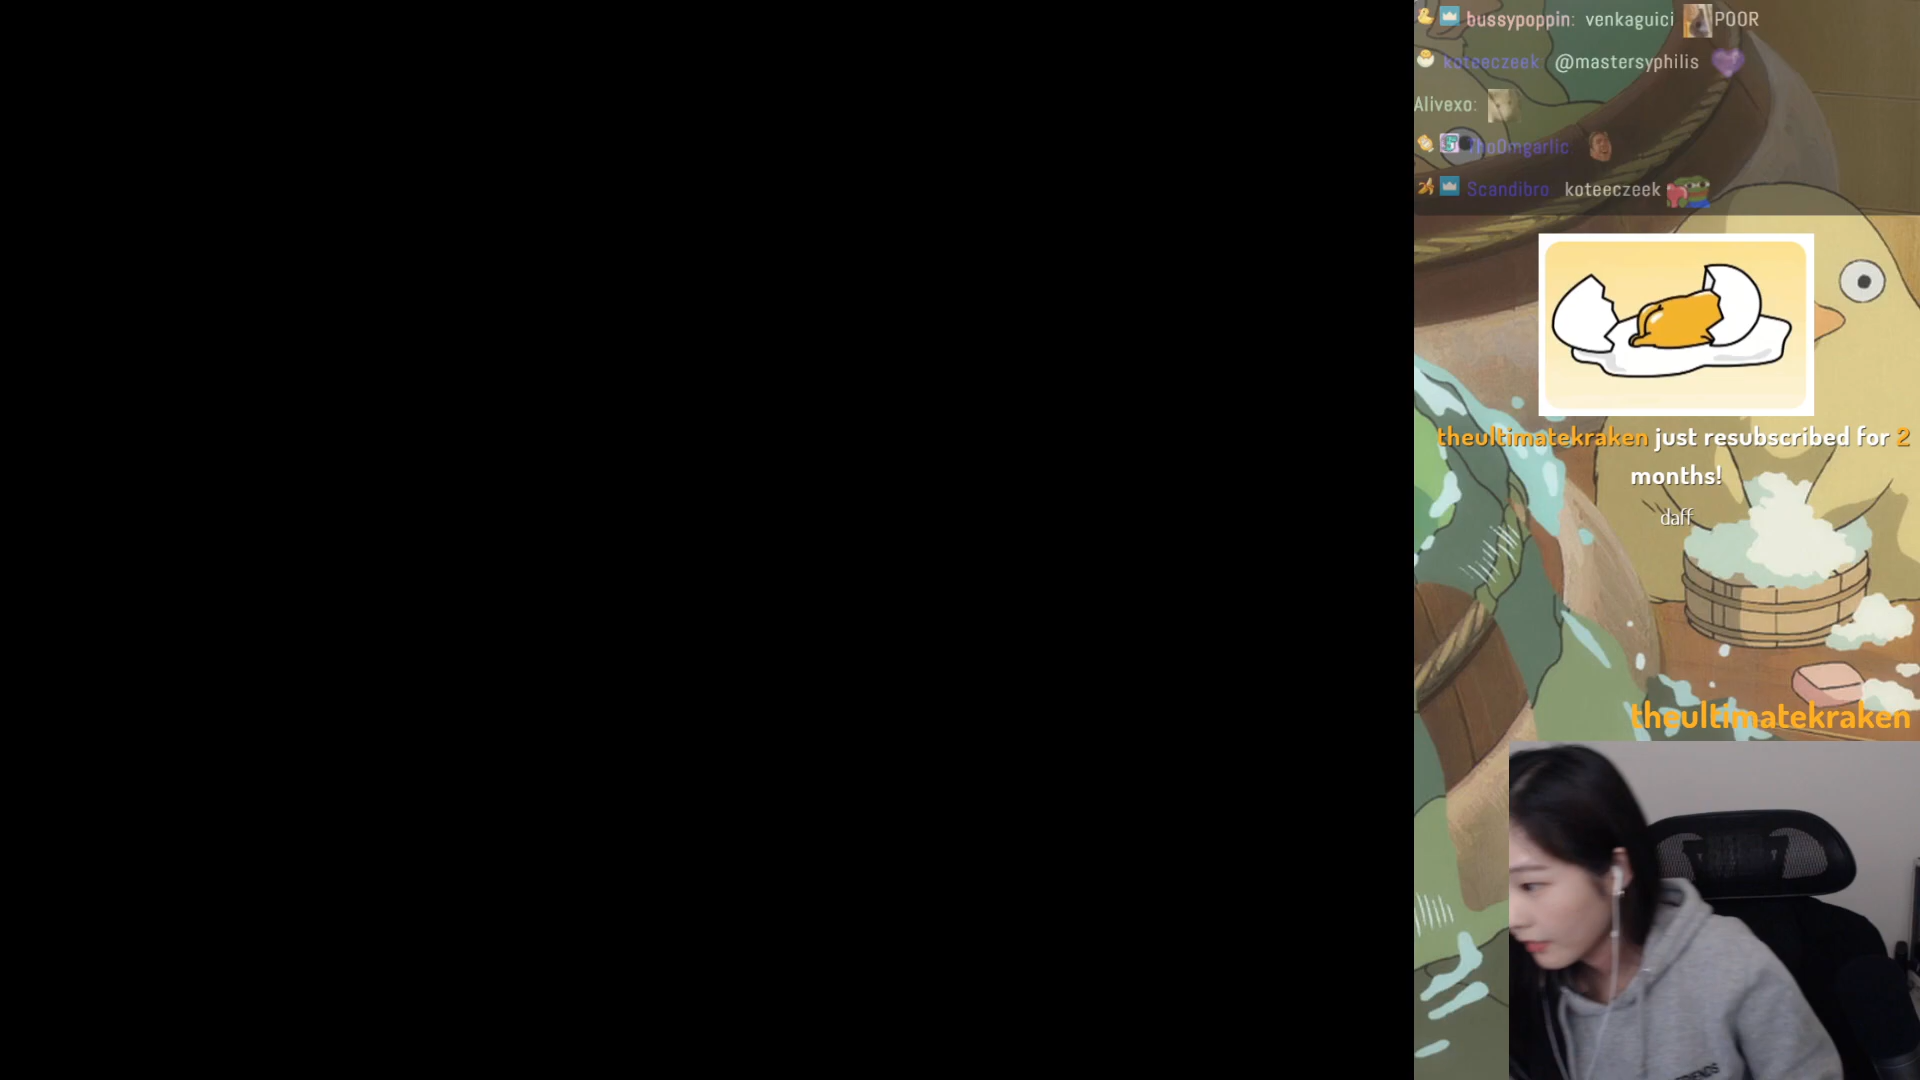 bussypoppin: venkaguici POOR
koteeczeek @mastersyphilis
Alivexo:
Scandibro: koteeczeek
theultimatekraken just resubscribed for 2
months!
daff
theultimatekraken